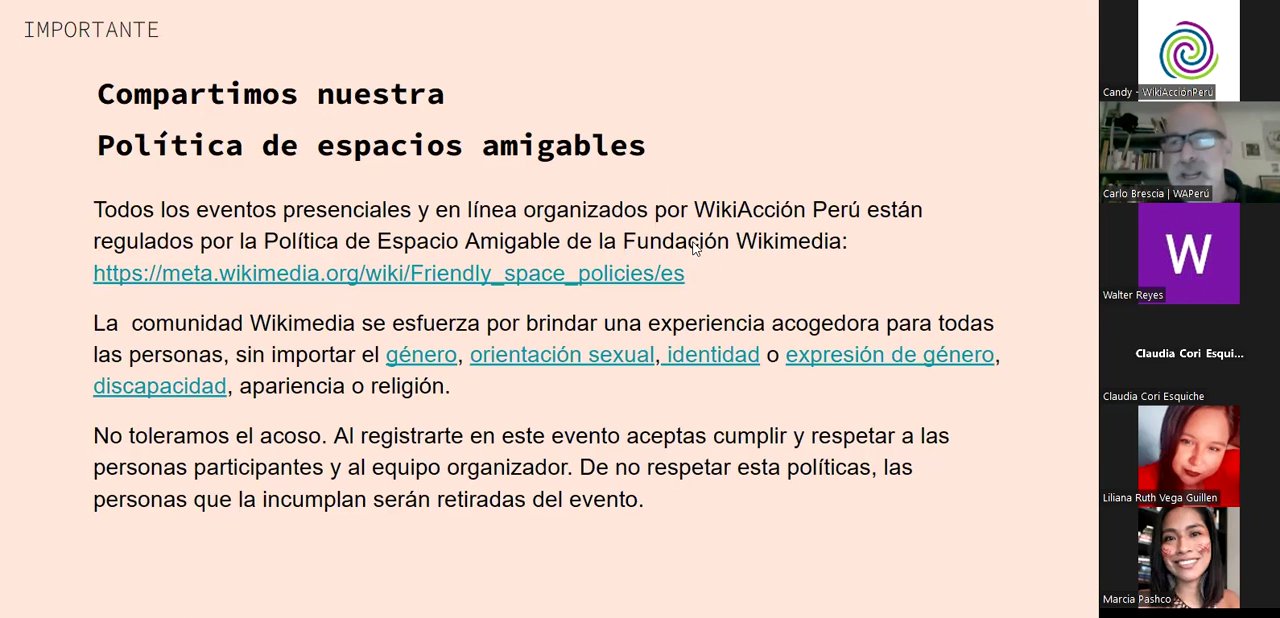 IMPORTANTE
Compartimos nuestra
Política de espacios amigables
Todos los eventos presenciales y en línea organizados por WikiAcción Perú están
regulados por la Política de Espacio Amigable de la Fundación Wikimedia:
https://meta.wikimedia.org/wiki/Friendly_space_policies/es
La  comunidad Wikimedia se esfuerza por brindar una experiencia acogedora para todas
las personas, sin importar el género, orientación sexual, identidad o expresión de género,
discapacidad, apariencia o religión.
No toleramos el acoso. Al registrarte en este evento aceptas cumplir y respetar a las
personas participantes y al equipo organizador. De no respetar esta políticas, las
personas que la incumplan serán retiradas del evento.
Candy - WikiAcciónPerú
Carlo Brescia | WAPerú
W
Walter Reyes
Claudia Cori Esqui...
Claudia Cori Esquiche
Liliana Ruth Vega Guillen
Marcia Pashco